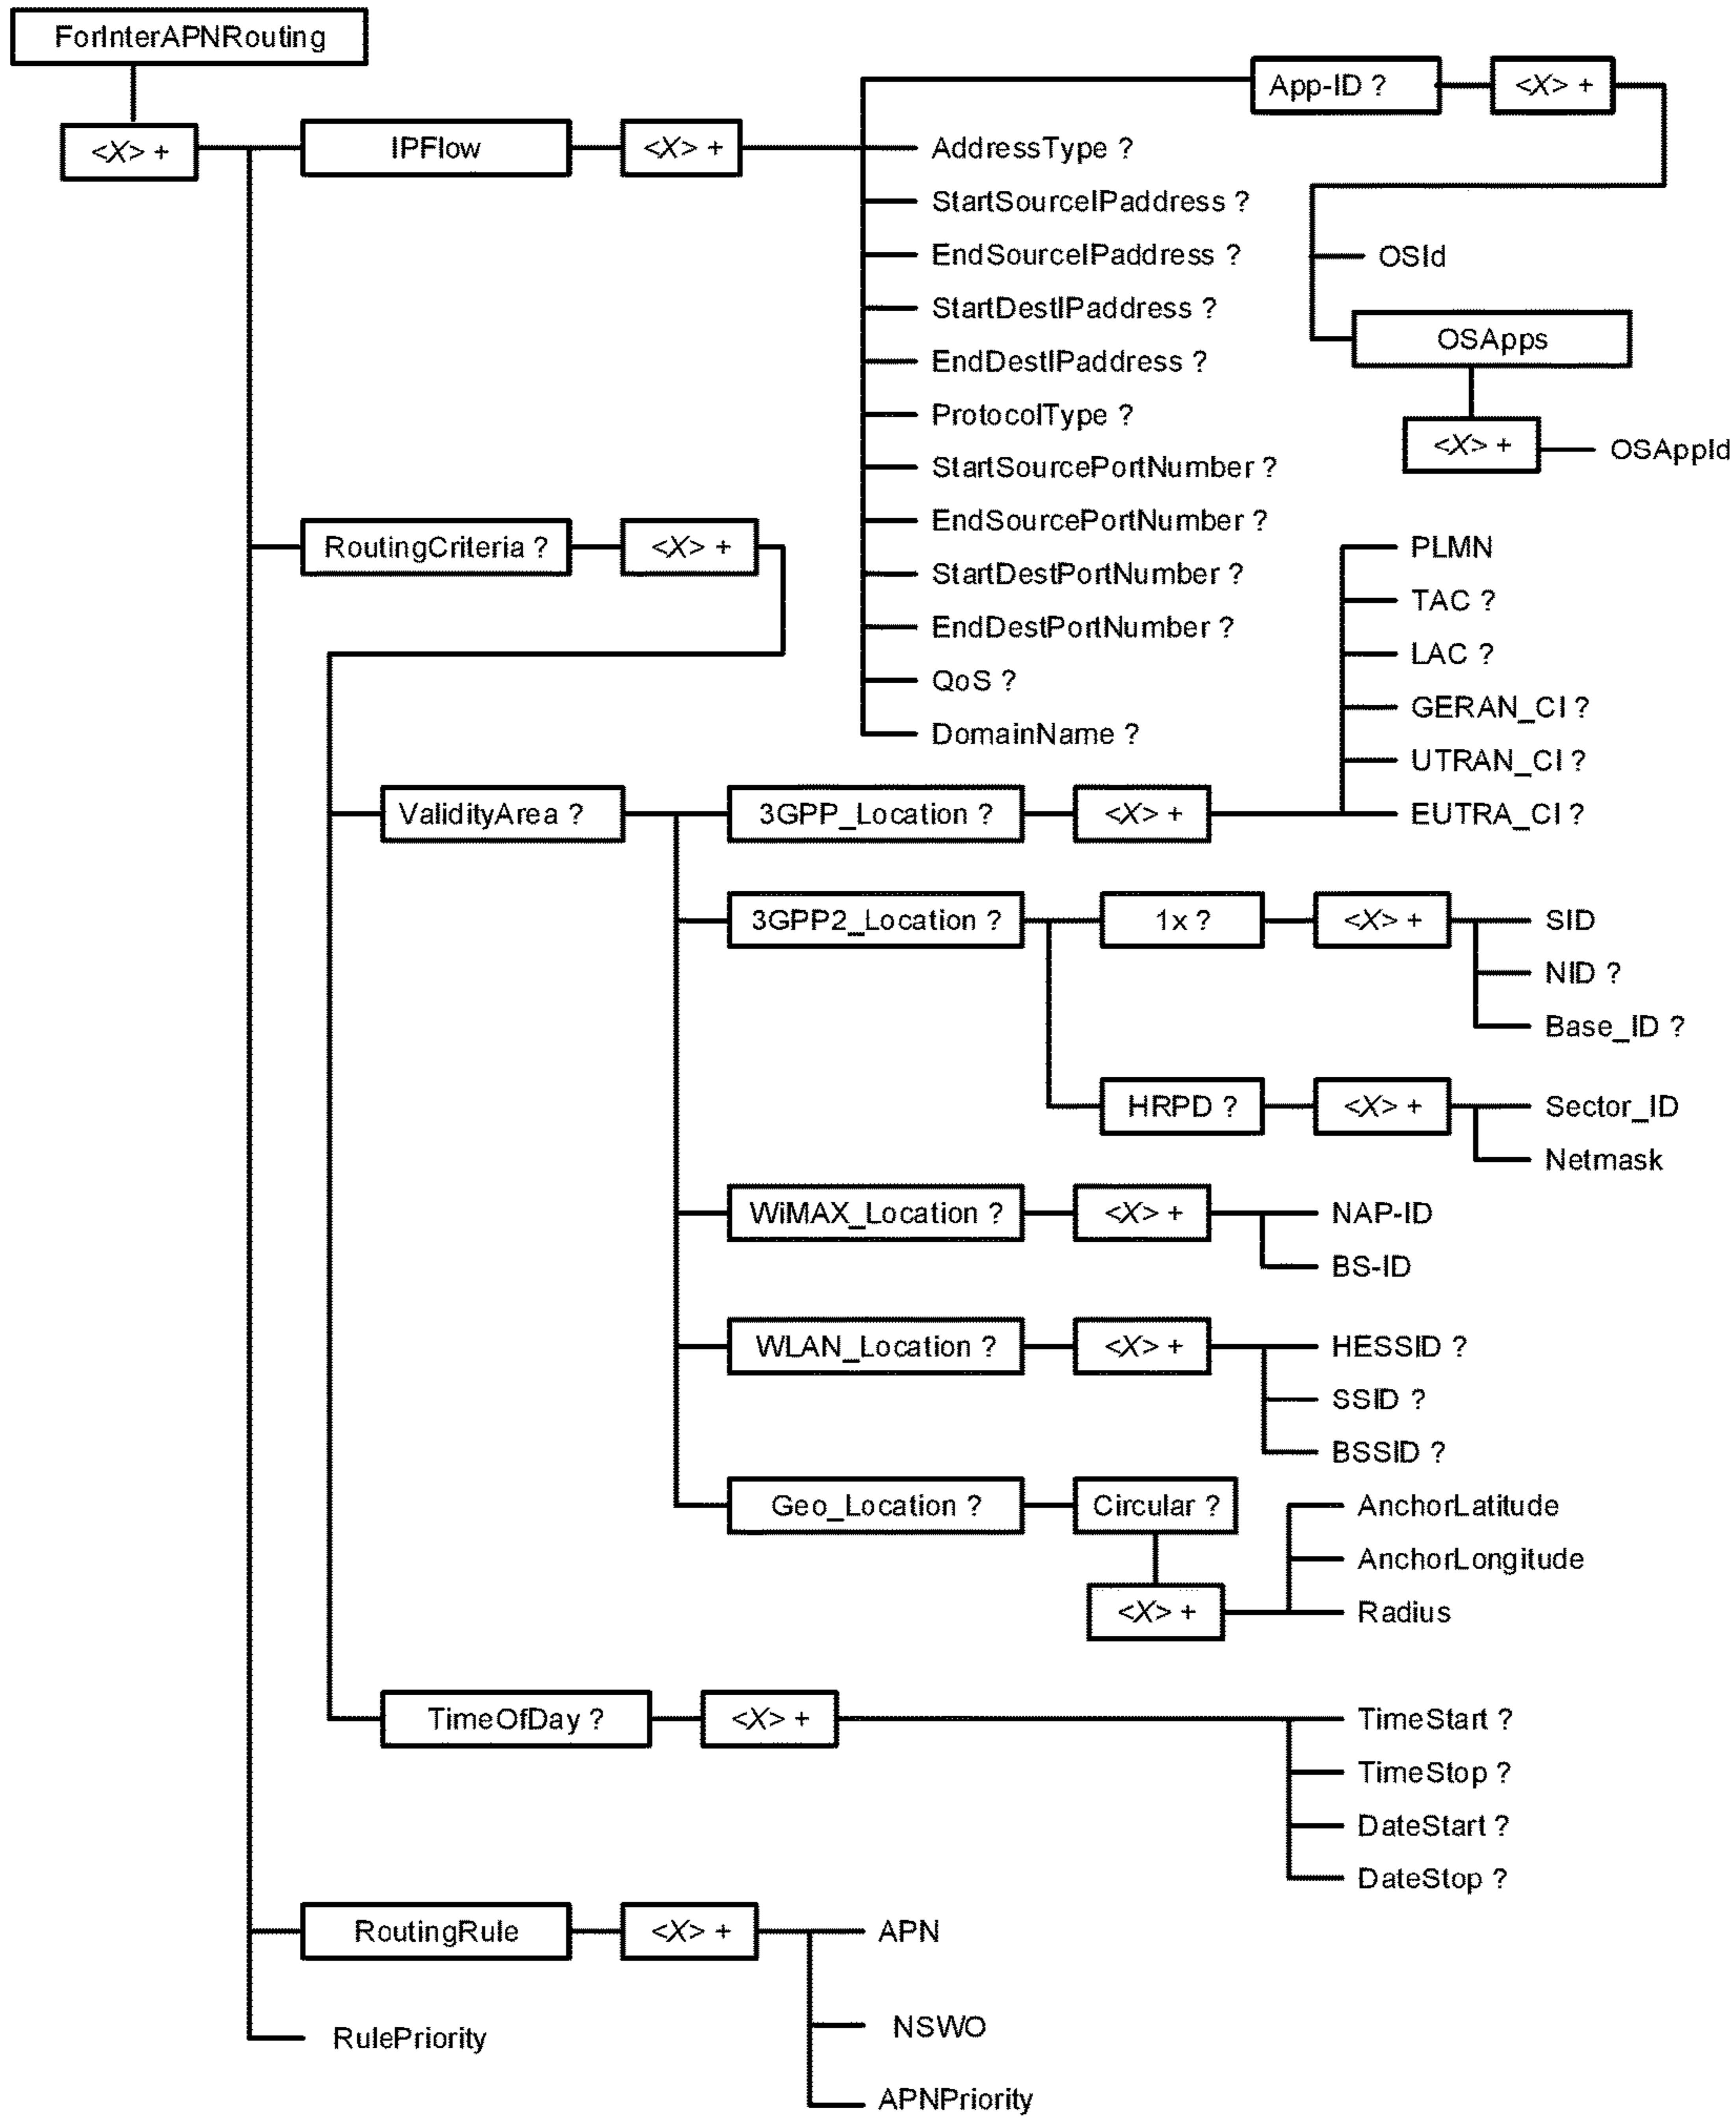 ForInterAPNRouting
<X> +
IPFlow
<X> +
App-ID ?
<X> +
AddressType ?
StartSourceIPaddress ?
EndSourceIPaddress ?
StartDestIPaddress ?
EndDestIPaddress ?
ProtocolType ?
StartSourcePortNumber ?
EndSourcePortNumber ?
StartDestPortNumber ?
EndDestPortNumber ?
QoS ?
DomainName ?
OSId
OSApps
<X> +
OSAppId
RoutingCriteria ?
<X> +
ValidityArea ?
3GPP_Location ?
<X> +
PLMN
TAC ?
LAC ?
GERAN_CI ?
UTRAN_CI ?
EUTRA_CI ?
3GPP2_Location ?
1x ?
<X> +
SID
NID ?
Base_ID ?
HRPD ?
<X> +
Sector_ID
Netmask
WiMAX_Location ?
<X> +
NAP-ID
BS-ID
WLAN_Location ?
<X> +
HESSID ?
SSID ?
BSSID ?
Geo_Location ?
Circular ?
<X> +
AnchorLatitude
AnchorLongitude
Radius
TimeOfDay ?
<X> +
TimeStart ?
TimeStop ?
DateStart ?
DateStop ?
RoutingRule
<X> +
APN
NSWO
APNPriority
RulePriority